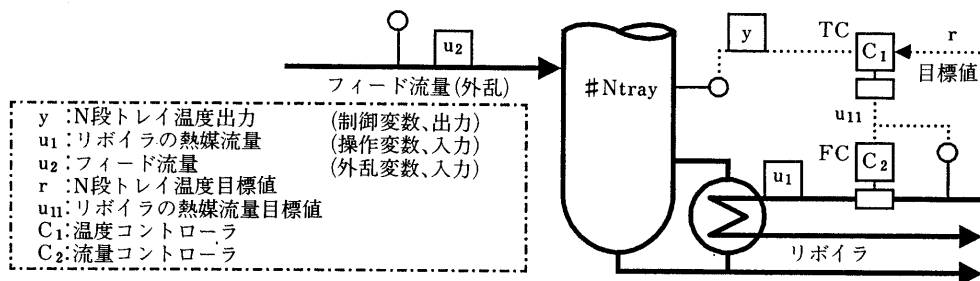 u₂
フィード流量(外乱)
#Ntray
y
TC
C₁
r
目標値
u₁₁
FC
C₂
u₁
リボイラ
y :N段トレイ温度出力 (制御変数、出力)
u₁:リボイラの熱媒流量 (操作変数、入力)
u₂:フィード流量 (外乱変数、入力)
r :N段トレイ温度目標値
u₁₁:リボイラの熱媒流量目標値
C₁:温度コントローラ
C₂:流量コントローラ